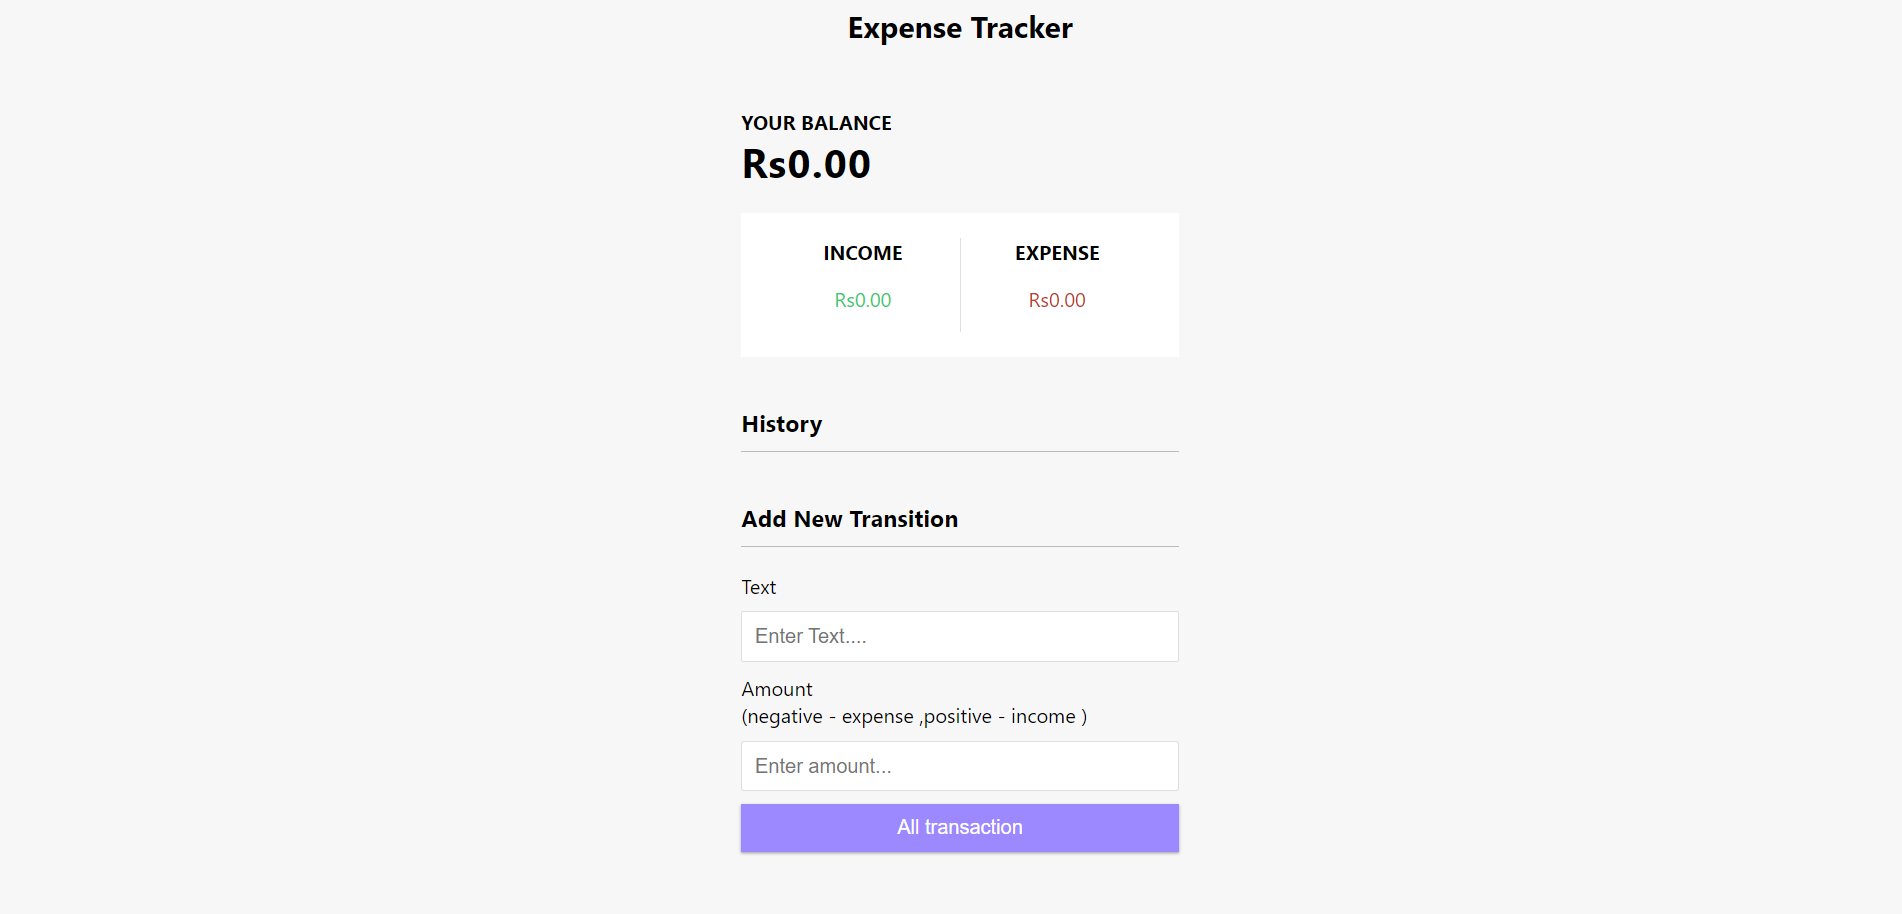 Expense Tracker
YOUR BALANCE
Rs0.00
INCOME
EXPENSE
Rs0.00
Rs0.00
History
Add New Transition
Text
Enter Text....
Amount
(negative - expense ,positive - income )
Enter amount...
All transaction